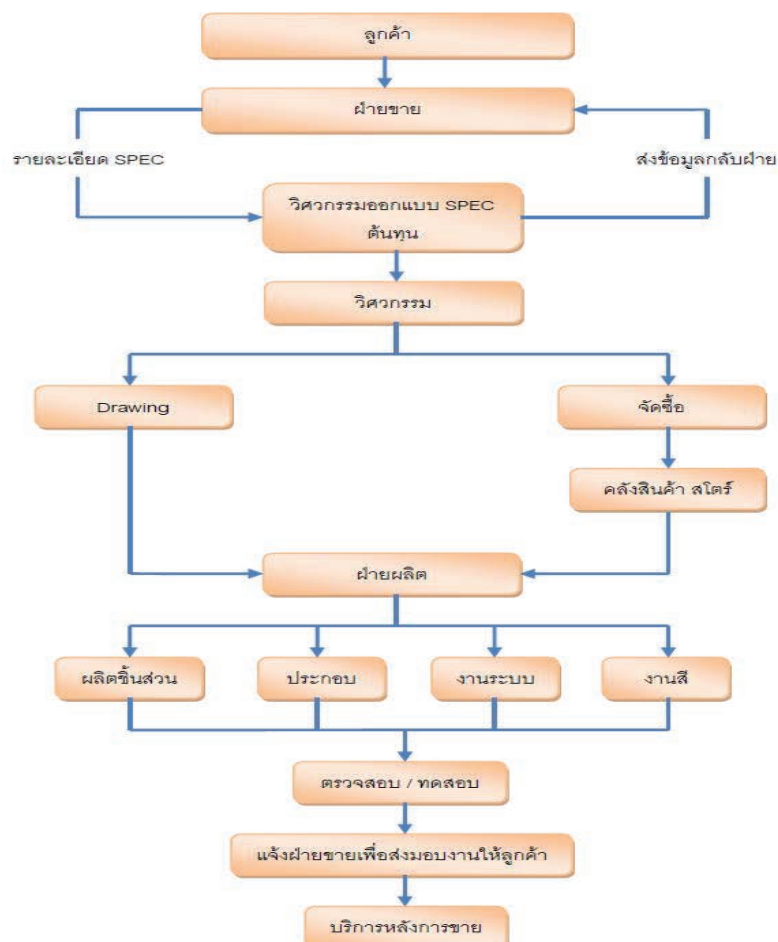 ลูกค้า
ฝ่ายขาย
รายละเอียด SPEC
ส่งข้อมูลกลับฝ่าย
วิศวกรรมออกแบบ SPEC
ต้นทุน
วิศวกรรม
Drawing
จัดซื้อ
คลังสินค้า สโตร์
ฝ่ายผลิต
ผลิตชิ้นส่วน
ประกอบ
งานระบบ
งานสี
ตรวจสอบ / ทดสอบ
แจ้งฝ่ายขายเพื่อส่งมอบงานให้ลูกค้า
บริการหลังการขาย